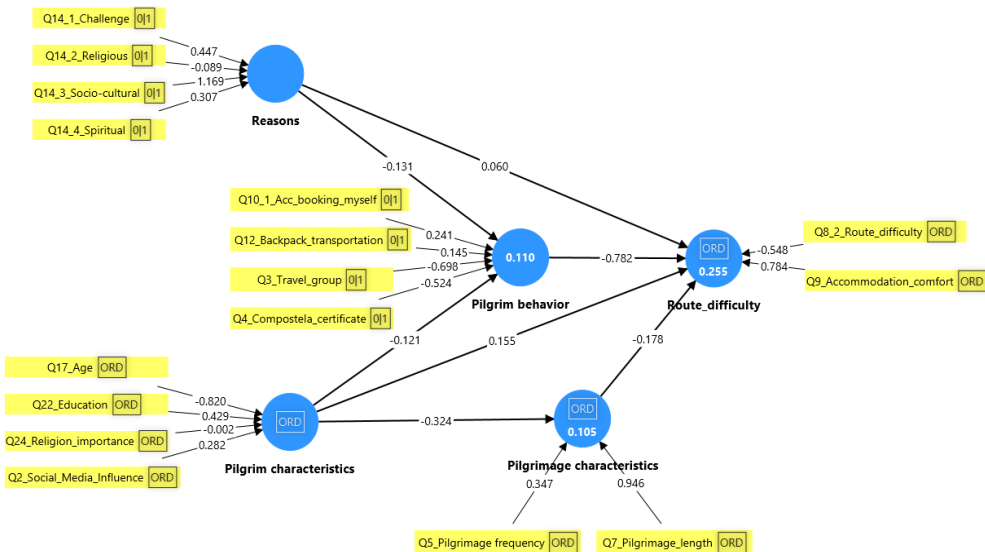 Q14_1_Challenge 0|1
Q14_2_Religious 0|1
Q14_3_Socio-cultural 0|1
Q14_4_Spiritual 0|1
0.447
-0.089
1.169
0.307
Reasons
-0.131
0.060
Q10_1_Acc_booking_myself 0|1
Q12_Backpack_transportation 0|1
Q3_Travel_group 0|1
Q4_Compostela_certificate 0|1
0.241
0.145
-0.698
-0.524
0.110
Pilgrim behavior
-0.782
ORD
0.255
Route_difficulty
-0.548
0.784
Q8_2_Route_difficulty ORD
Q9_Accommodation_comfort ORD
-0.121
0.155
-0.178
Q17_Age ORD
Q22_Education ORD
Q24_Religion_importance ORD
Q2_Social_Media_Influence ORD
-0.820
0.429
-0.002
0.282
ORD
Pilgrim characteristics
-0.324
ORD
0.105
Pilgrimage characteristics
0.347
0.946
Q5_Pilgrimage frequency ORD
Q7_Pilgrimage_length ORD